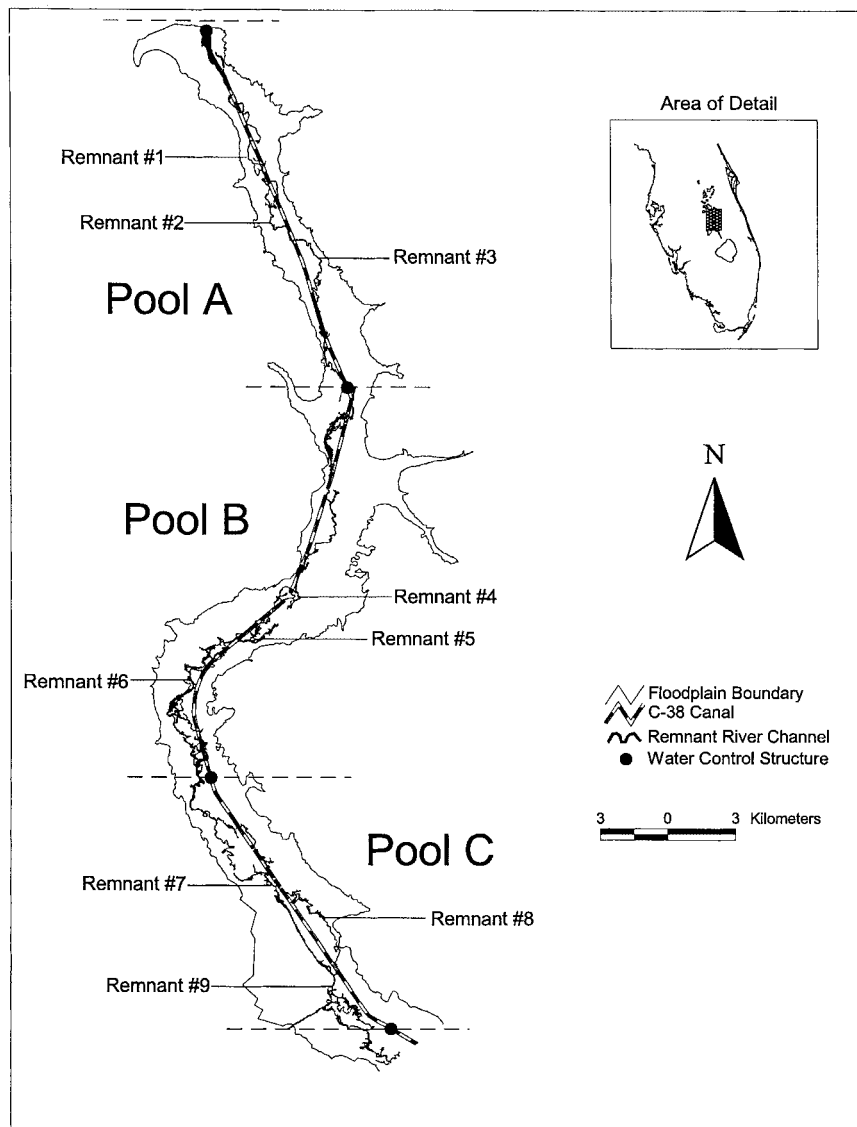 Area of Detail
Remnant #1
Remnant #2
Remnant #3
Pool A
N
Pool B
Remnant #4
Remnant #5
Remnant #6
Floodplain Boundary
C-38 Canal
Remnant River Channel
Water Control Structure
3 0 3 Kilometers
Pool C
Remnant #7
Remnant #8
Remnant #9